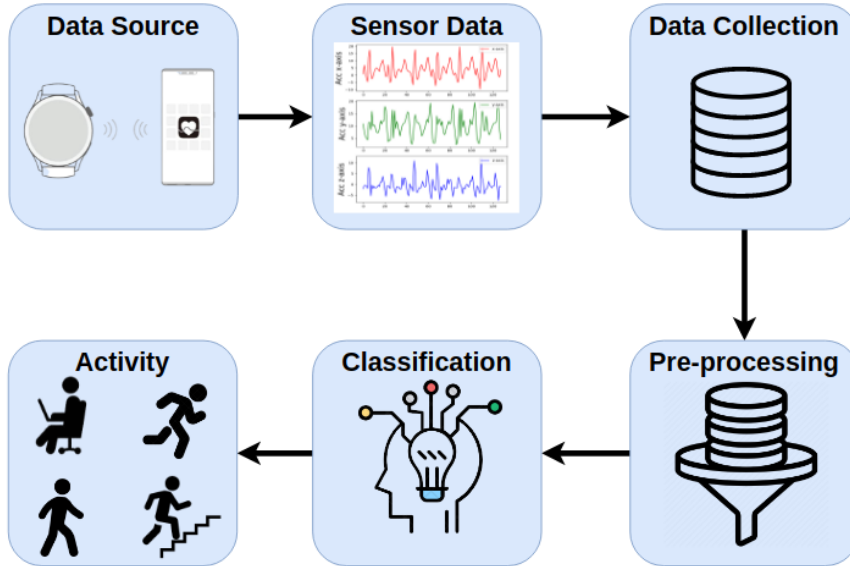 Data Source
Sensor Data
Data Collection
Acc x-axis
Acc y-axis
Acc z-axis
Activity
Classification
Pre-processing